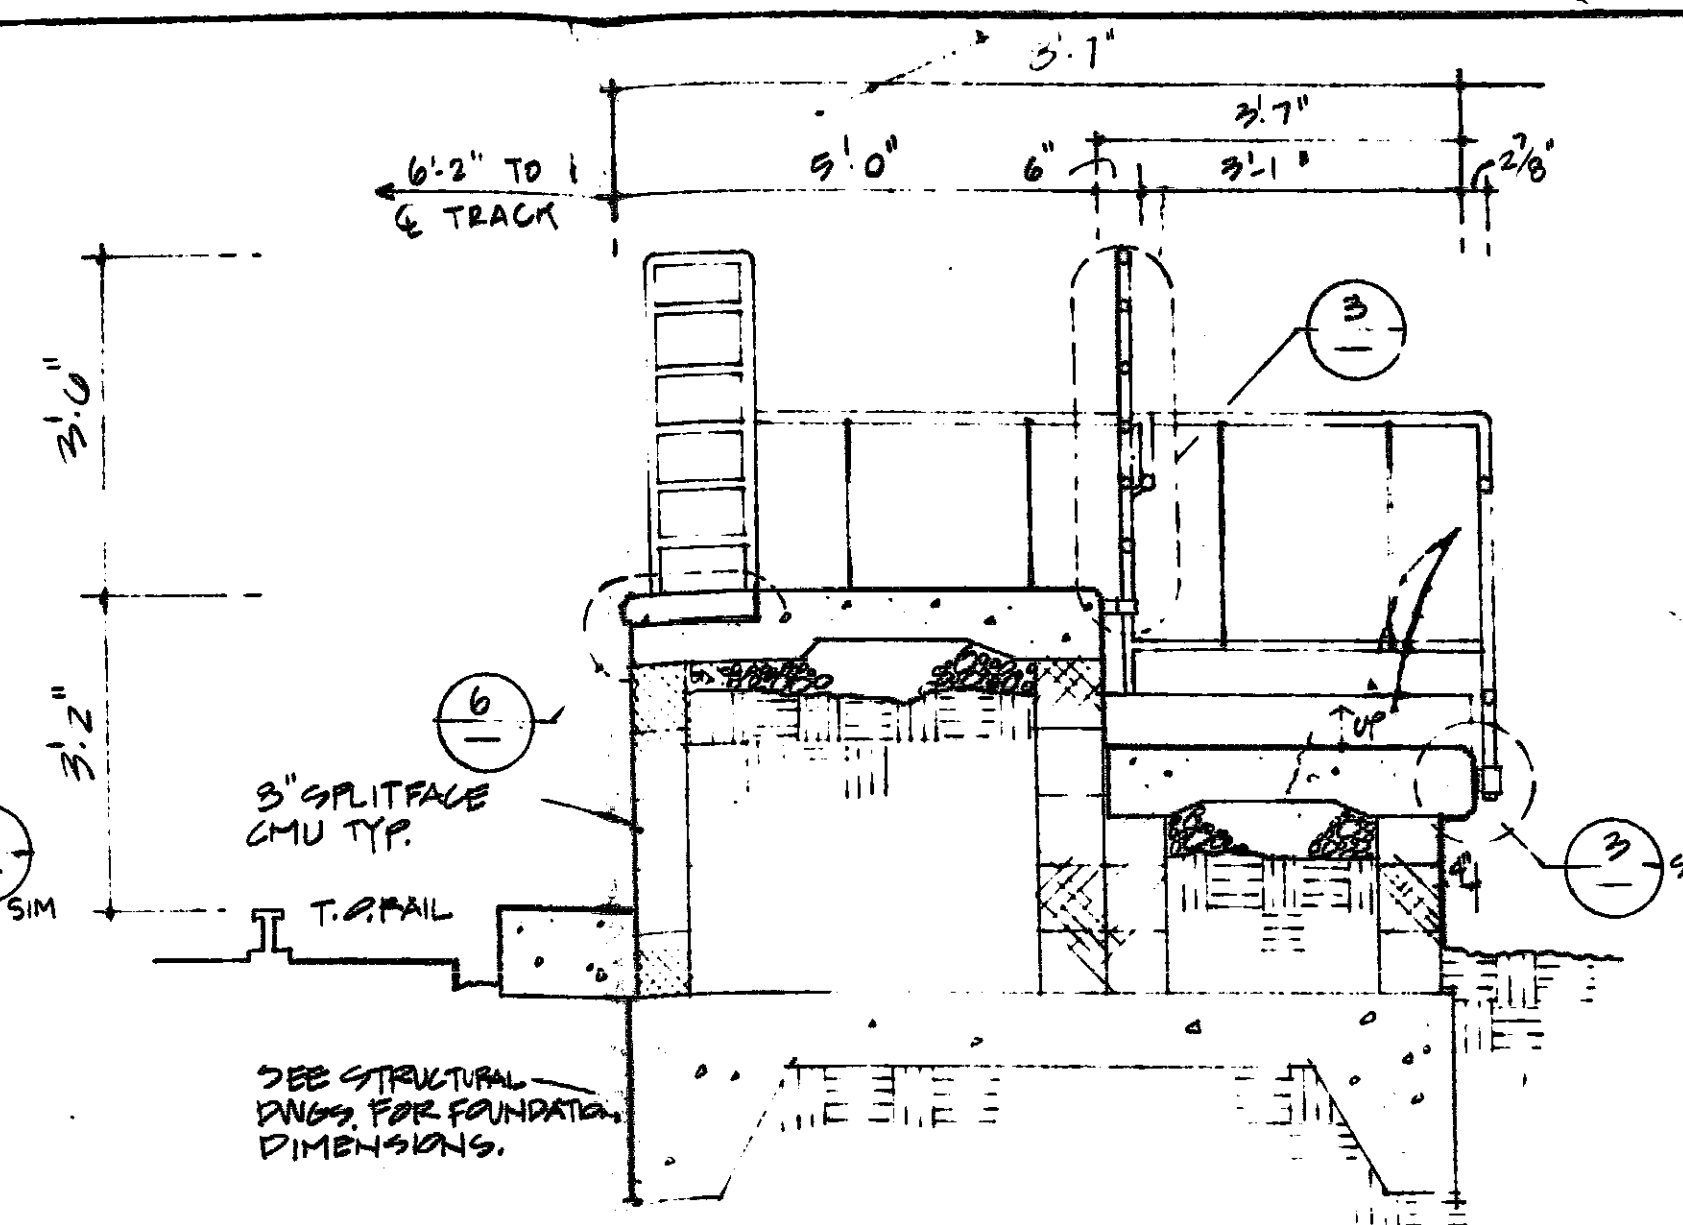 3'-7"
3'-7"
5'-0"
6"
3'-1"
2 7/8"
6'-2" TO
℄ TRACK
3'-6"
3
3'-2"
6
UP
3" SPLITFACE
CMU TYP.
3
4"
SIM
T.O. RAIL
SEE STRUCTURAL
DWGS. FOR FOUNDATION
DIMENSIONS.